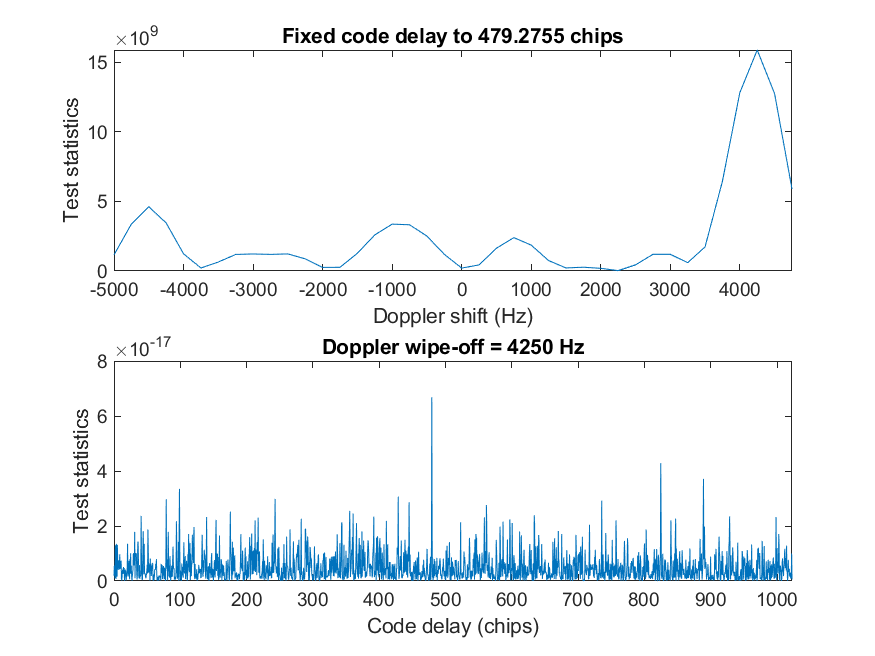 ×10^9
Fixed code delay to 479.2755 chips
Test statistics
15
10
5
0
-5000 -4000 -3000 -2000 -1000 0 1000 2000 3000 4000
Doppler shift (Hz)
×10^-17
Doppler wipe-off = 4250 Hz
Test statistics
8
6
4
2
0
0 100 200 300 400 500 600 700 800 900 1000
Code delay (chips)